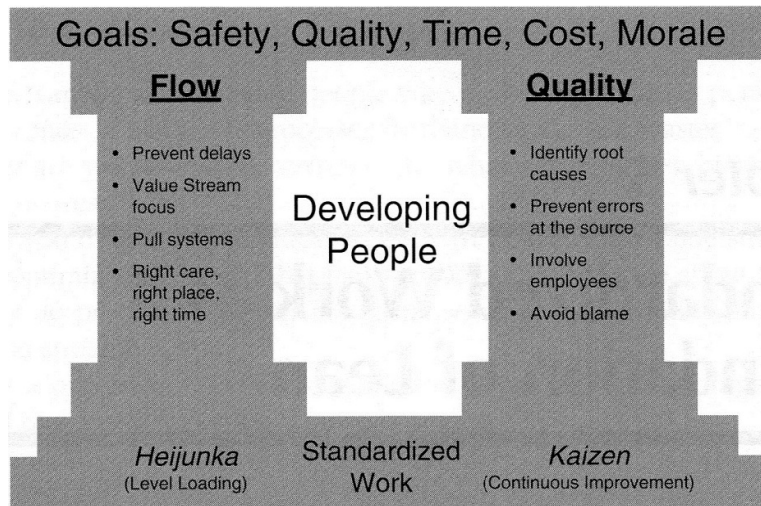 Goals: Safety, Quality, Time, Cost, Morale
Flow
• Prevent delays
• Value Stream
focus
• Pull systems
• Right care,
right place,
right time
Developing
People
Quality
• Identify root
causes
• Prevent errors
at the source
• Involve
employees
• Avoid blame
Heijunka
(Level Loading)
Standardized
Work
Kaizen
(Continuous Improvement)